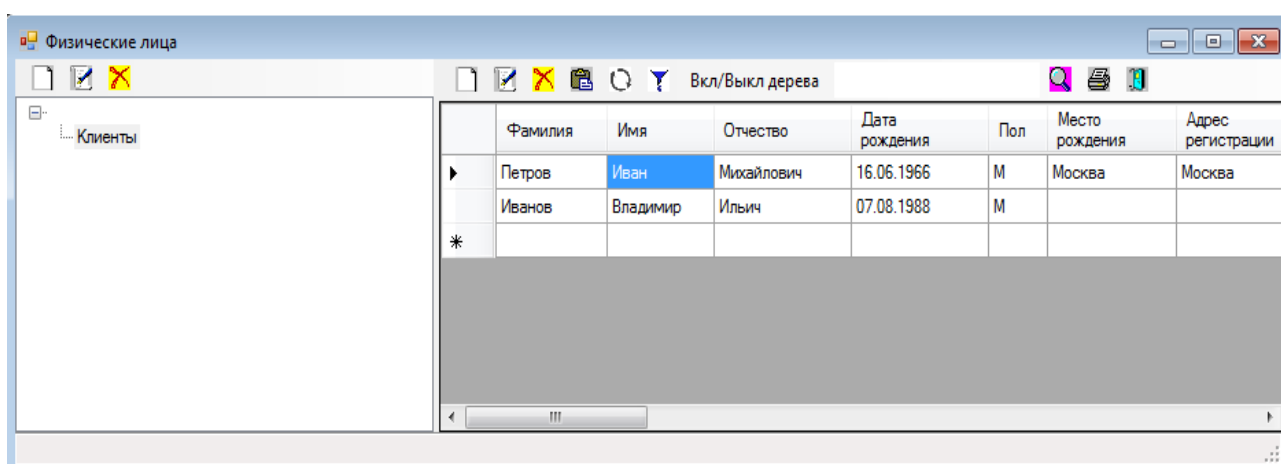 Физические лица
Вкл/Выкл дерева
Клиенты
Фамилия Имя Отчество Дата рождения Пол Место рождения Адрес регистрации
Петров Иван Михайлович 16.06.1966 М Москва Москва
Иванов Владимир Ильич 07.08.1988 М